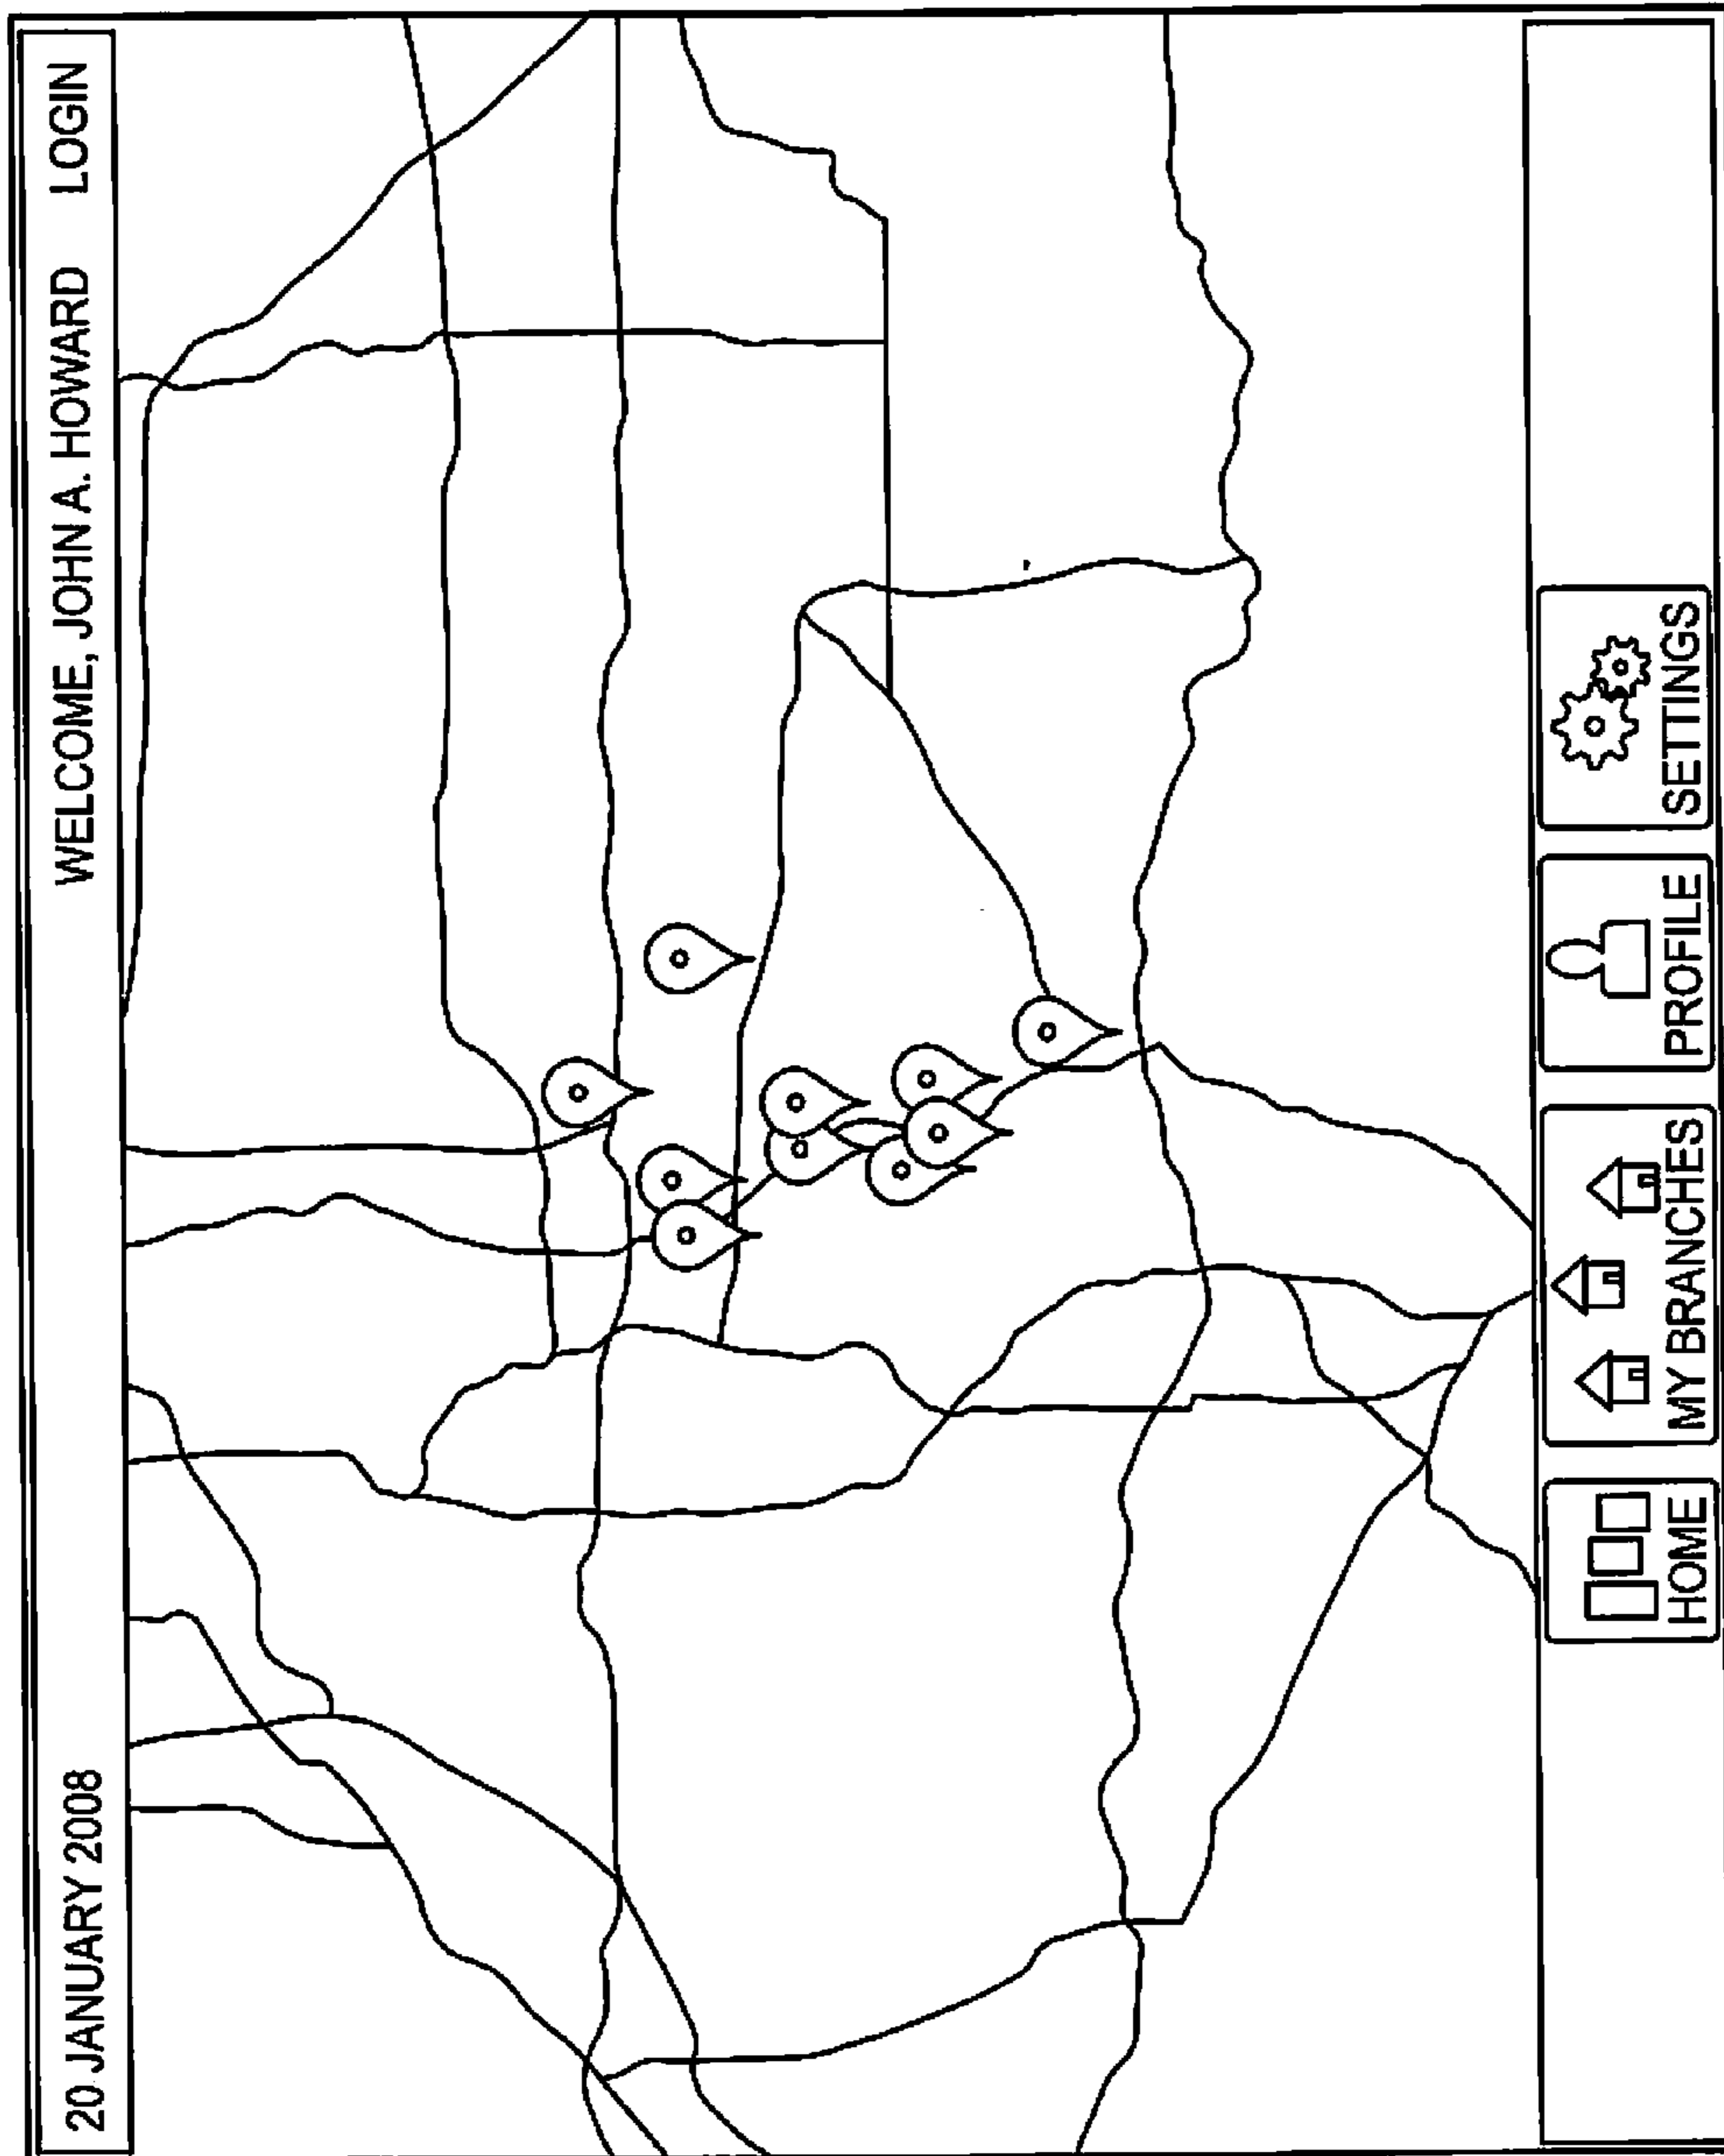 20 JANUARY 2008 WELCOME, JOHN A. HOWARD LOGIN
HOME MY BRANCHES PROFILE SETTINGS